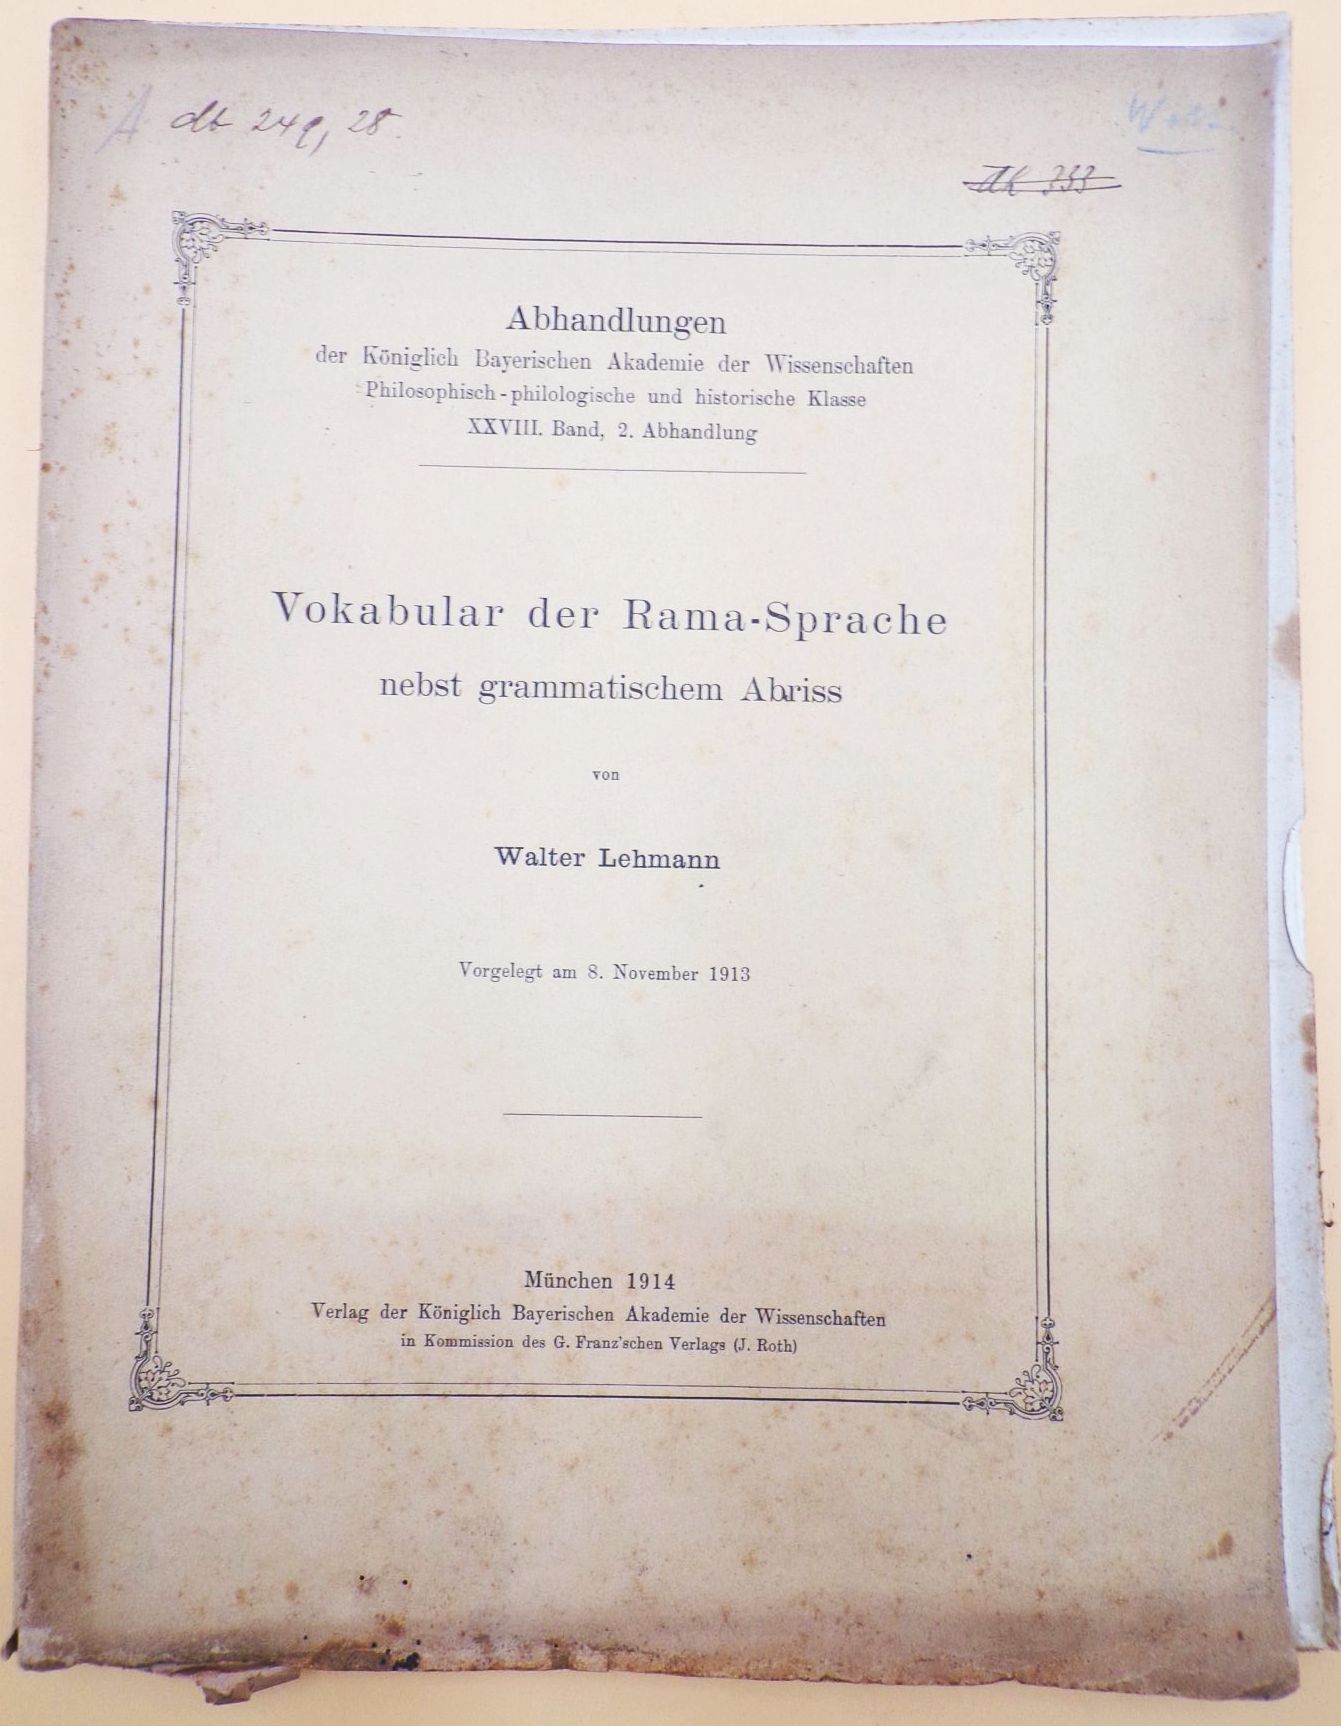 A db 249, 28.
Abhandlungen
der Königlich Bayerischen Akademie der Wissenschaften
Philosophisch-philologische und historische Klasse
XXVIII. Band, 2. Abhandlung
Vokabular der Rama-Sprache
nebst grammatischem Abriss
von
Walter Lehmann
Vorgelegt am 8. November 1913
München 1914
Verlag der Königlich Bayerischen Akademie der Wissenschaften
in Kommission des G. Franz'schen Verlags (J. Roth)